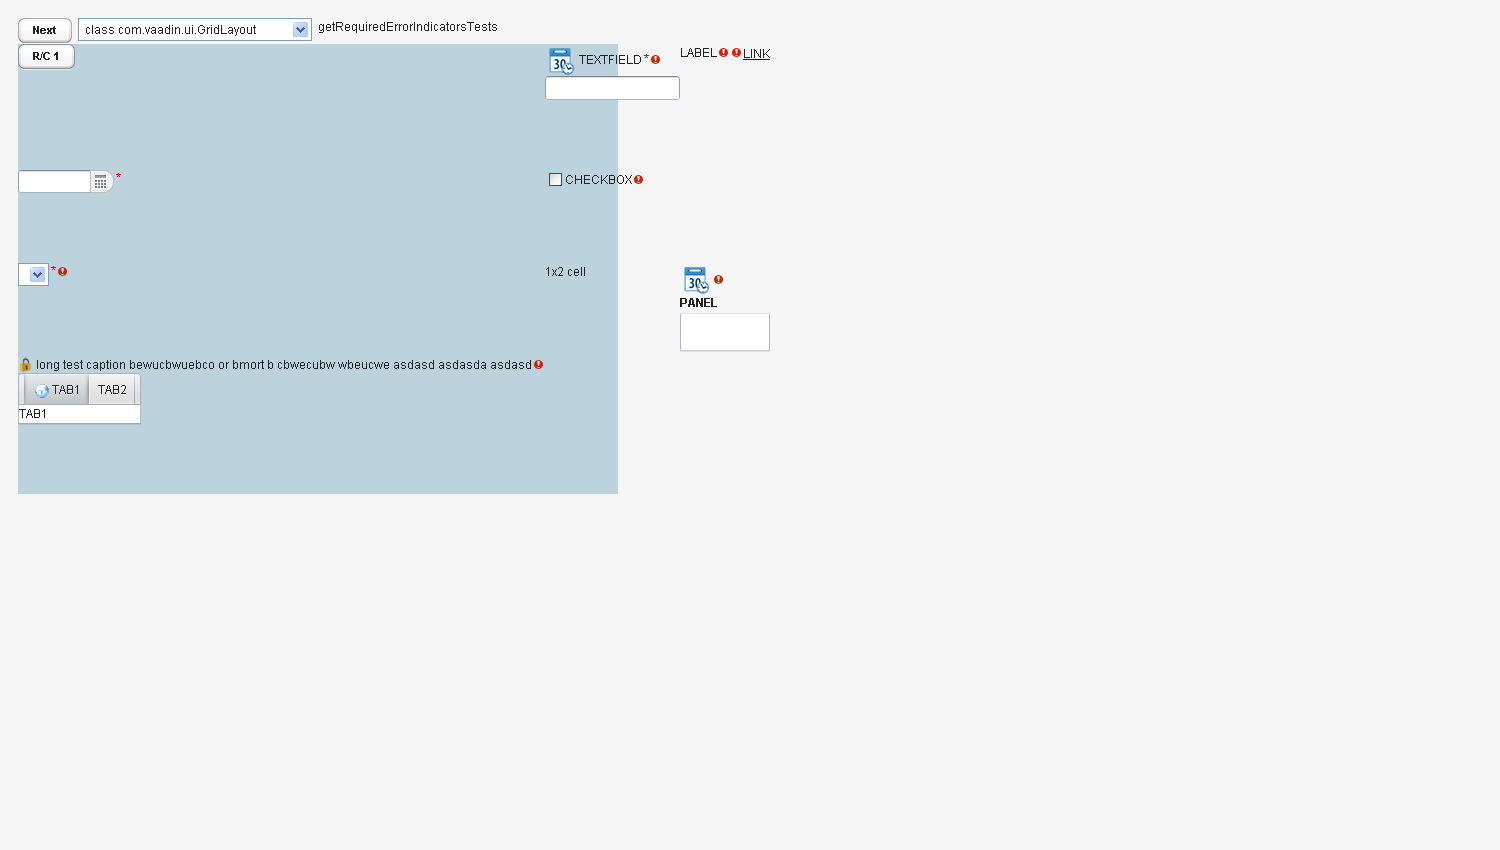 Next
class com.vaadin.ui.GridLayout
getRequiredErrorIndicatorsTests
R/C 1
30 TEXTFIELD *
LABEL
LINK
*
CHECKBOX
*
1x2 cell
30
PANEL
long test caption bewucbwuebco or bmort b cbwecubw wbeucwe asdasd asdasda asdasd
TAB1
TAB2
TAB1